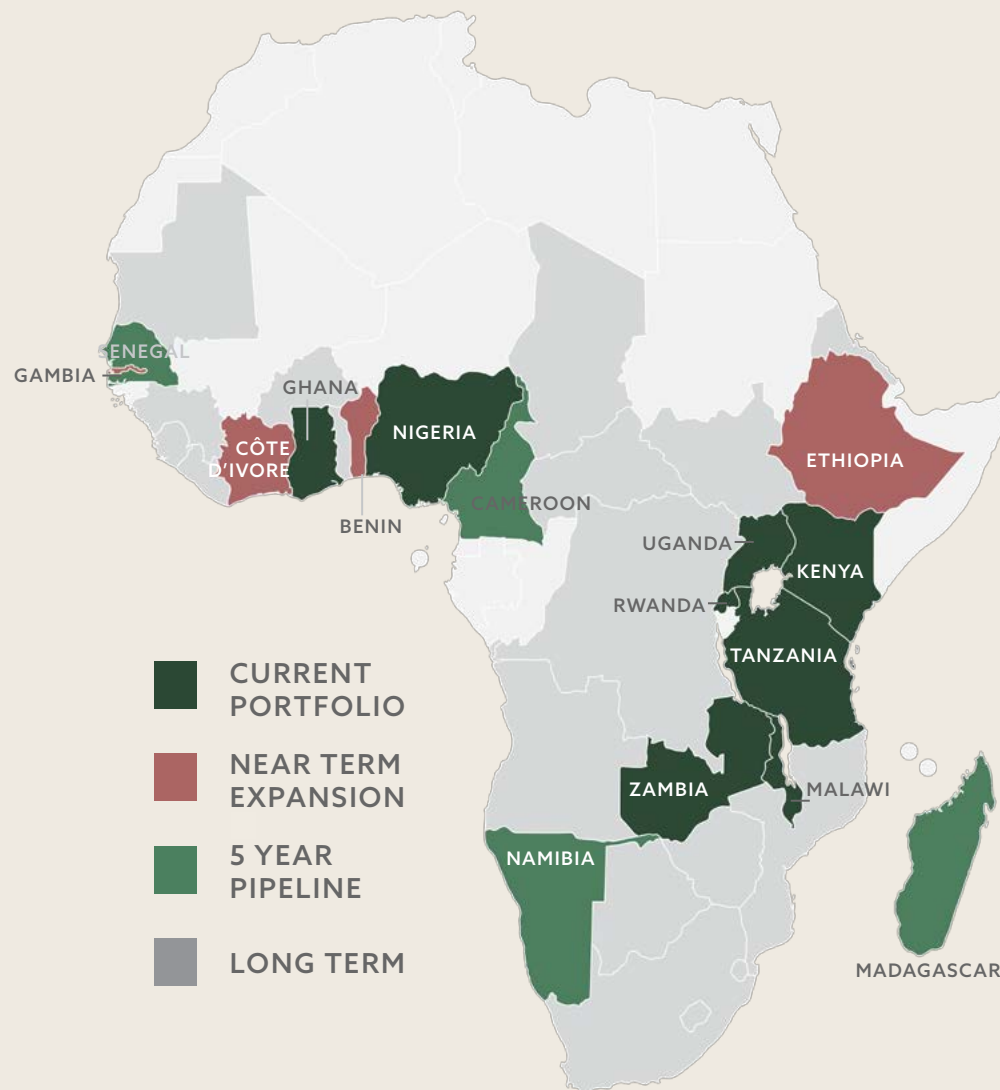 SENEGAL
GAMBIA
GHANA
CÔTE
D'IVORE
NIGERIA
BENIN
CAMEROON
ETHIOPIA
UGANDA
KENYA
RWANDA
TANZANIA
ZAMBIA
MALAWI
NAMIBIA
MADAGASCAR
CURRENT
PORTFOLIO
NEAR TERM
EXPANSION
5 YEAR
PIPELINE
LONG TERM